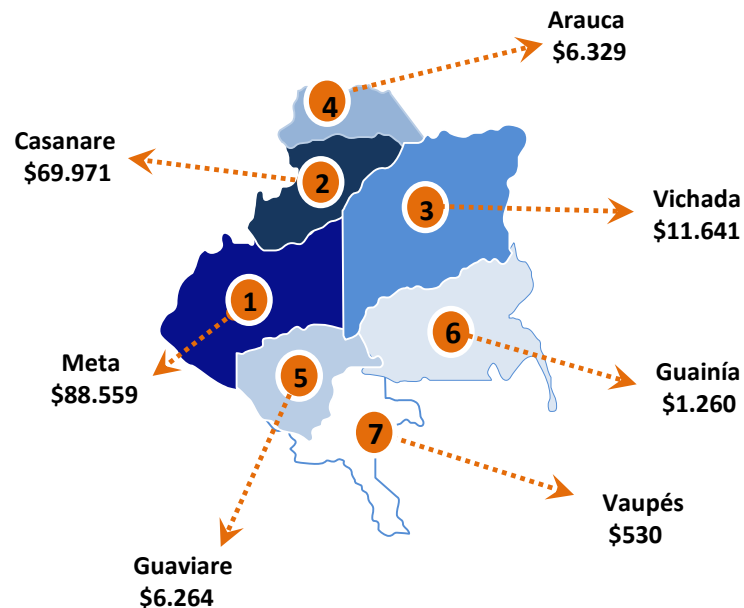 Arauca
$6.329
4
Casanare
$69.971
2
3
Vichada
$11.641
1
6
Meta
$88.559
5
Guainía
$1.260
7
Vaupés
$530
Guaviare
$6.264